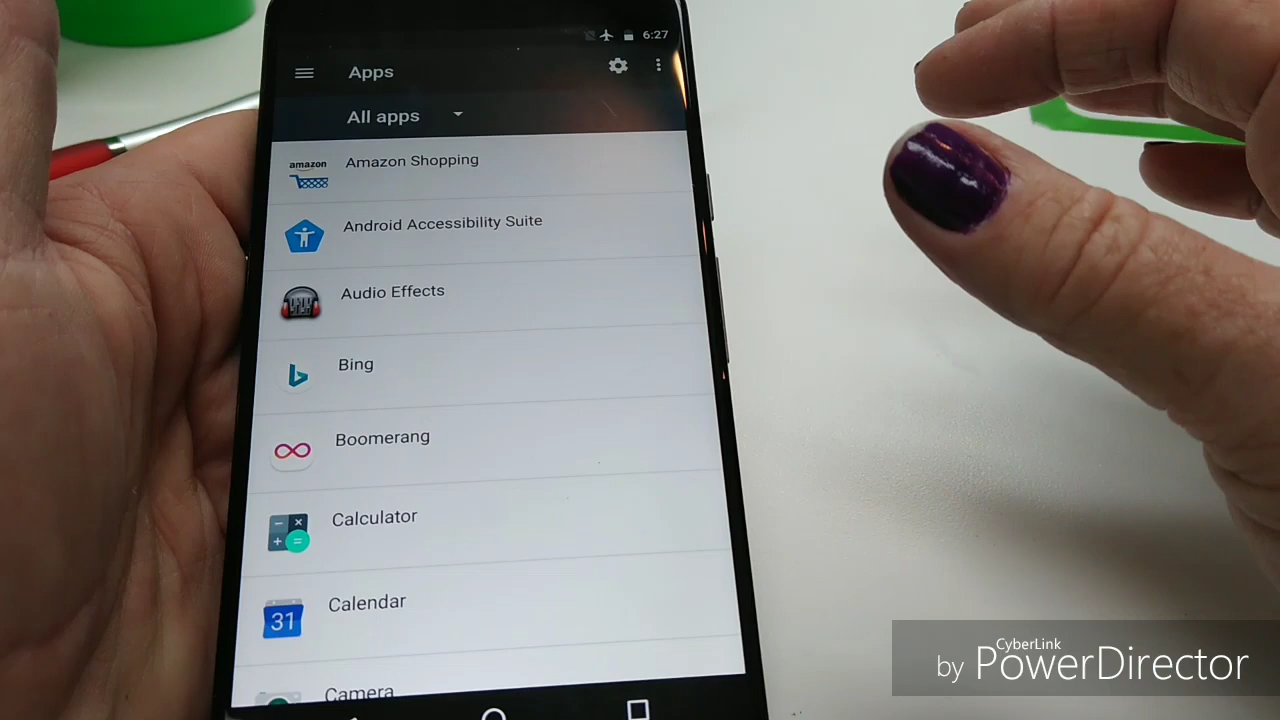 6:27
Apps
All apps
amazon
Amazon Shopping
Android Accessibility Suite
Audio Effects
Bing
Boomerang
Calculator
31
Calendar
Camera
CyberLink
by PowerDirector